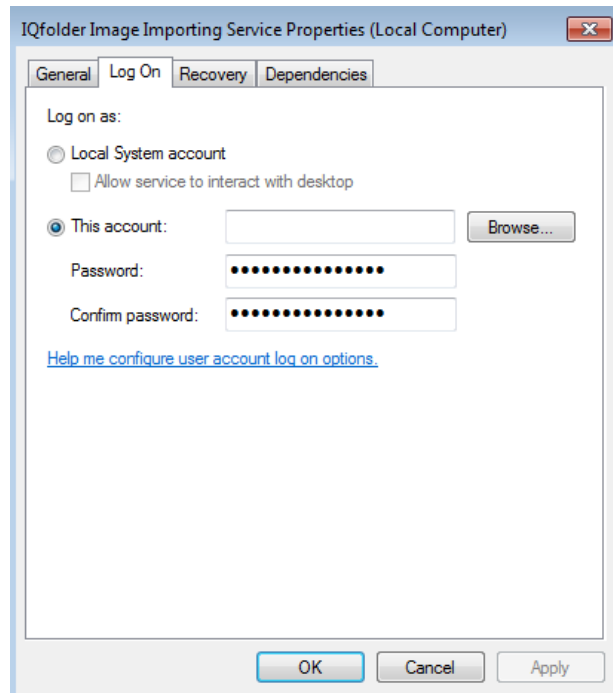 IQfolder Image Importing Service Properties (Local Computer)
General Log On Recovery Dependencies
Log on as:
Local System account
Allow service to interact with desktop
This account: Browse...
Password: •••••••••••••••
Confirm password: •••••••••••••••
Help me configure user account log on options.
OK Cancel Apply